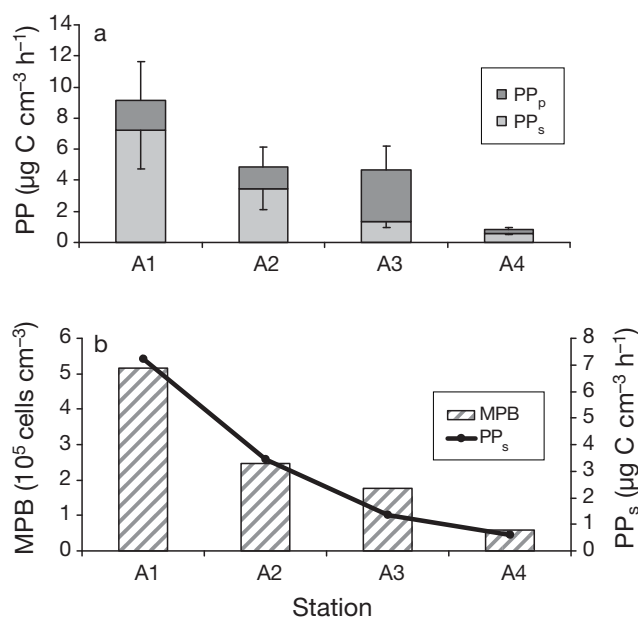 a
14
12
10
8
6
4
2
0
PP (µg C cm⁻³ h⁻¹)
PPₚ
PPₛ
A1 A2 A3 A4
b
6
5
4
3
2
1
0
MPB (10⁵ cells cm⁻³)
8
7
6
5
4
3
2
1
0
PPₛ (µg C cm⁻³ h⁻¹)
MPB
PPₛ
A1 A2 A3 A4
Station